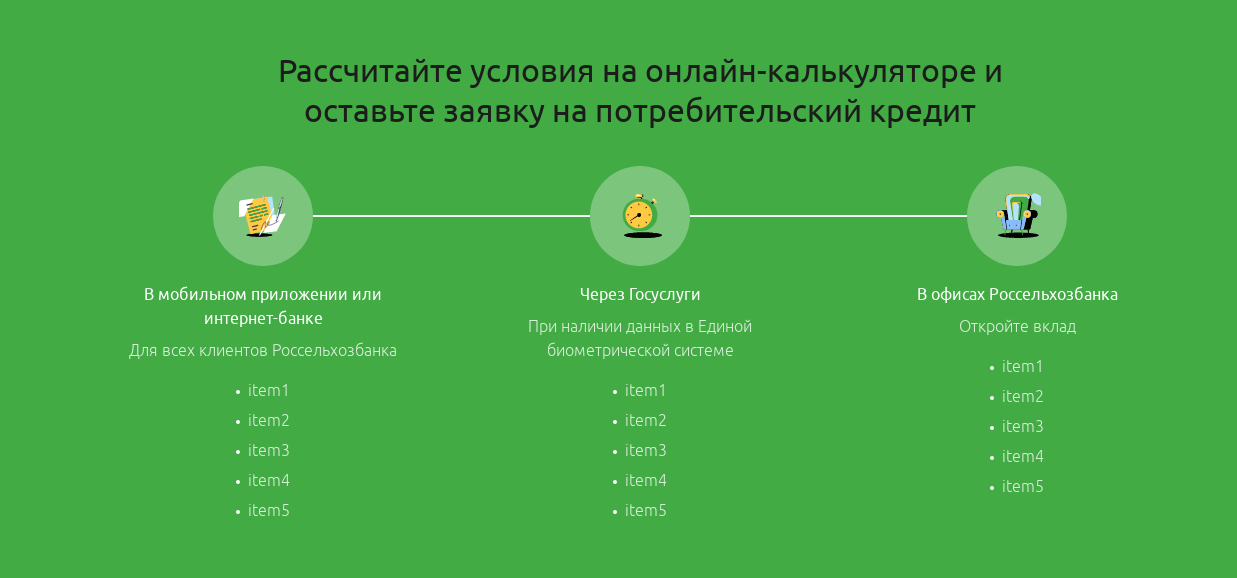 Рассчитайте условия на онлайн-калькуляторе и
оставьте заявку на потребительский кредит
В мобильном приложении или
интернет-банке
Для всех клиентов Россельхозбанка
• item1
• item2
• item3
• item4
• item5
Через Госуслуги
При наличии данных в Единой
биометрической системе
• item1
• item2
• item3
• item4
• item5
В офисах Россельхозбанка
Откройте вклад
• item1
• item2
• item3
• item4
• item5